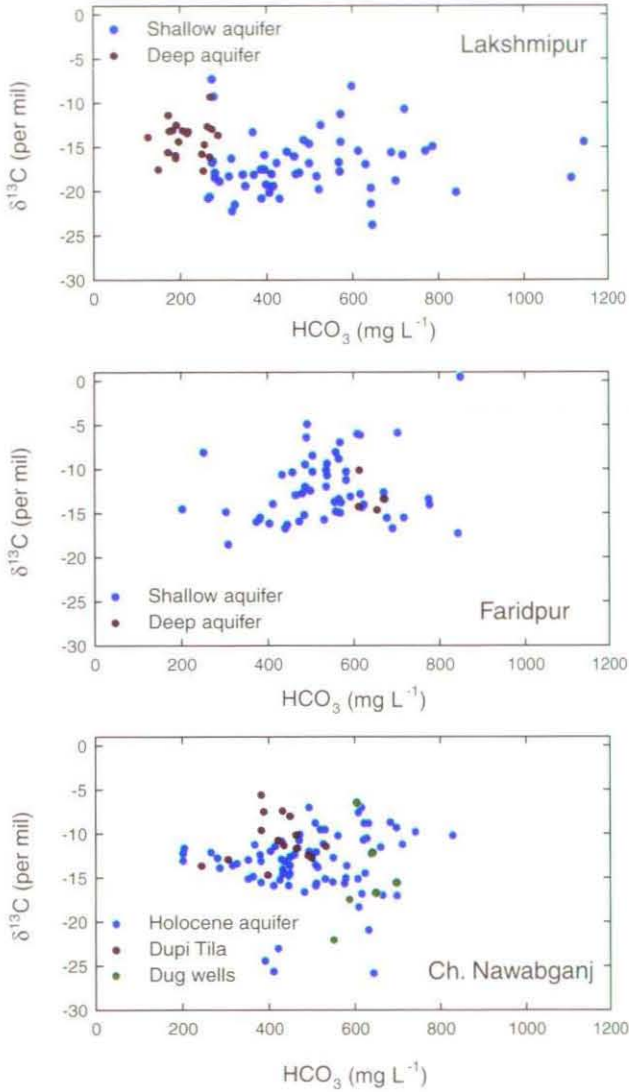 0
Shallow aquifer
Lakshmipur
Deep aquifer
-5
-10
-15
-20
-25
-30
δ¹³C (per mil)
0 200 400 600 800 1000 1200
HCO₃ (mg L⁻¹)
0
-5
-10
-15
-20
-25
-30
δ¹³C (per mil)
Shallow aquifer
Deep aquifer
Faridpur
0 200 400 600 800 1000 1200
HCO₃ (mg L⁻¹)
0
-5
-10
-15
-20
-25
-30
δ¹³C (per mil)
Holocene aquifer
Dupi Tila
Dug wells
Ch. Nawabganj
0 200 400 600 800 1000 1200
HCO₃ (mg L⁻¹)